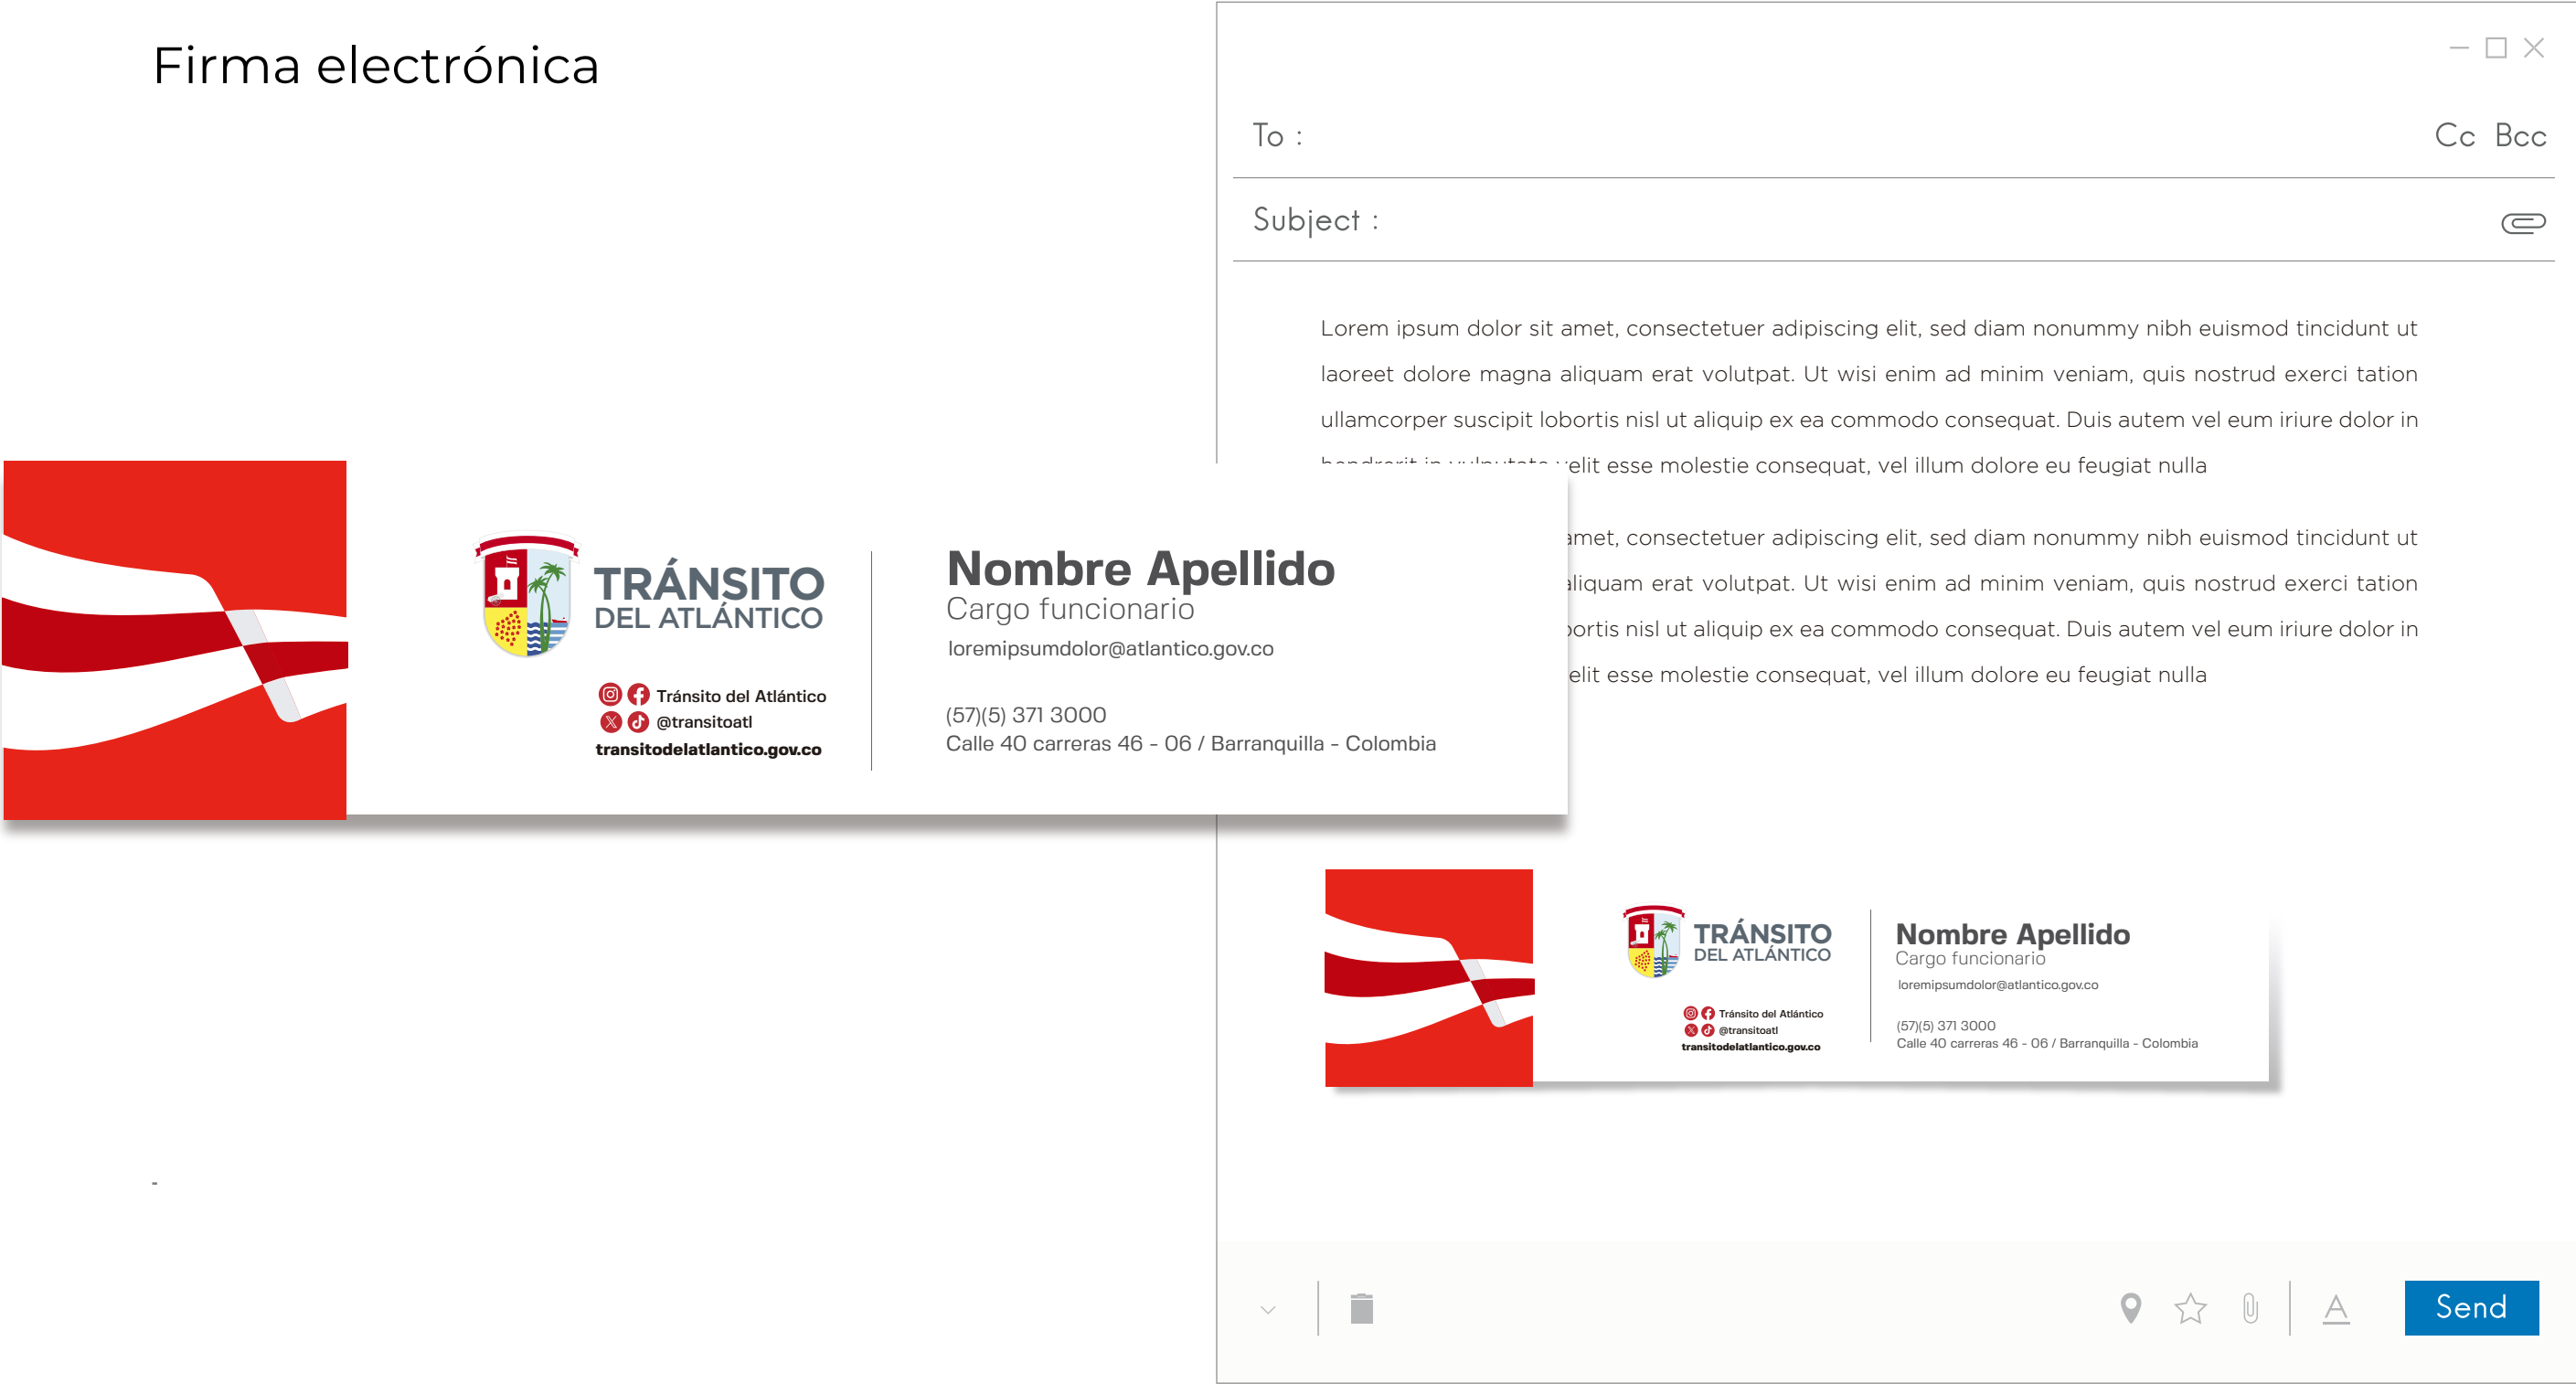 Firma electrónica
To :
Cc Bcc
Subject :
Lorem ipsum dolor sit amet, consectetuer adipiscing elit, sed diam nonummy nibh euismod tincidunt ut
laoreet dolore magna aliquam erat volutpat. Ut wisi enim ad minim veniam, quis nostrud exerci tation
ullamcorper suscipit lobortis nisl ut aliquip ex ea commodo consequat. Duis autem vel eum iriure dolor in
hendrerit in vulputate velit esse molestie consequat, vel illum dolore eu feugiat nulla
amet, consectetuer adipiscing elit, sed diam nonummy nibh euismod tincidunt ut
aliquam erat volutpat. Ut wisi enim ad minim veniam, quis nostrud exerci tation
nisl ut aliquip ex ea commodo consequat. Duis autem vel eum iriure dolor in
esse molestie consequat, vel illum dolore eu feugiat nulla
TRÁNSITO
DEL ATLÁNTICO
Tránsito del Atlántico
@transitoatl
transitodelatlantico.gov.co
Nombre Apellido
Cargo funcionario
loremipsumdolor@atlantico.gov.co
(57)(5) 371 3000
Calle 40 carreras 46 - 06 / Barranquilla - Colombia
TRÁNSITO
DEL ATLÁNTICO
Tránsito del Atlántico
@transitoatl
transitodelatlantico.gov.co
Nombre Apellido
Cargo funcionario
loremipsumdolor@atlantico.gov.co
(57)(5) 371 3000
Calle 40 carreras 46 - 06 / Barranquilla - Colombia
-
A
Send